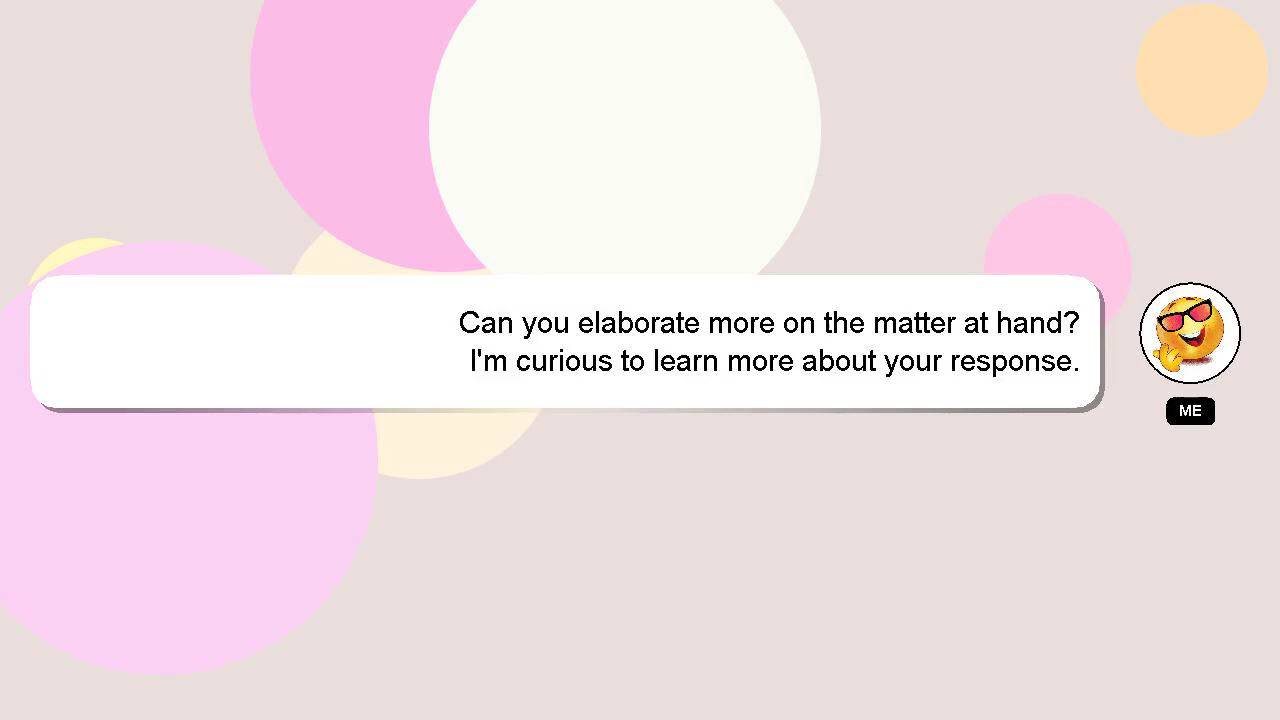 Can you elaborate more on the matter at hand?
I'm curious to learn more about your response.
ME